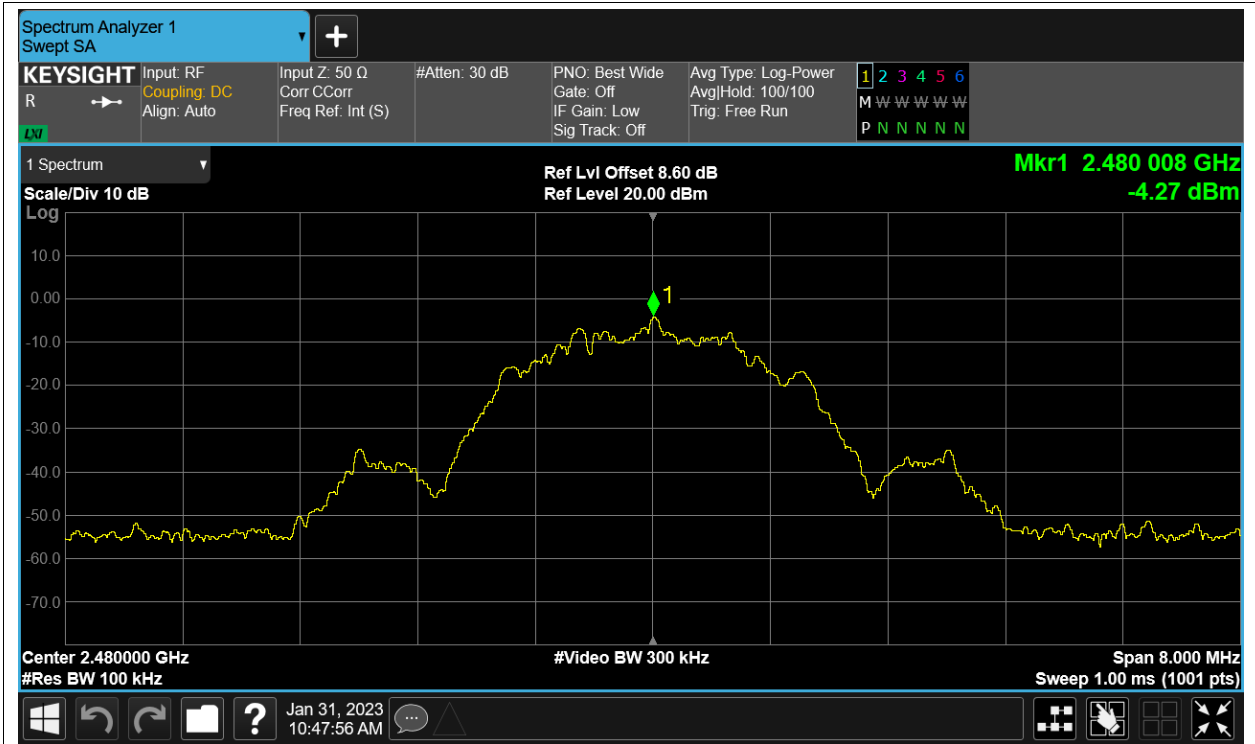 Spectrum Analyzer 1
Swept SA
KEYSIGHT
R
LXI
Input: RF
Coupling: DC
Align: Auto
Input Z: 50 Ω
Corr CCorr
Freq Ref: Int (S)
#Atten: 30 dB
PNO: Best Wide
Gate: Off
IF Gain: Low
Sig Track: Off
Avg Type: Log-Power
Avg|Hold: 100/100
Trig: Free Run
1 2 3 4 5 6
M W W W W W
P N N N N N
1 Spectrum
Scale/Div 10 dB
Log
Ref Lvl Offset 8.60 dB
Ref Level 20.00 dBm
Mkr1 2.480 008 GHz
-4.27 dBm
10.0
0.00
1
-10.0
-20.0
-30.0
-40.0
-50.0
-60.0
-70.0
Center 2.480000 GHz
#Video BW 300 kHz
Span 8.000 MHz
#Res BW 100 kHz
Sweep 1.00 ms (1001 pts)
?
Jan 31, 2023
10:47:56 AM